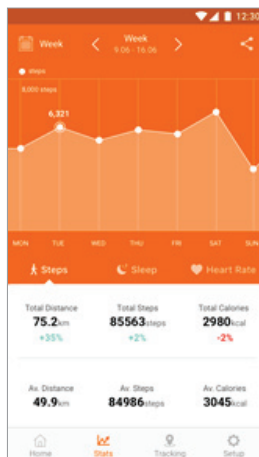 12:30
Week
Week
9.06 - 16.06
steps
8,000 steps
6,321
MON TUE WED THU FRI SAT SUN
Steps Sleep Heart Rate
Total Distance Total Steps Total Calories
75.2km 85563steps 2980kcal
+35% +2% -2%
Av. Distance Av. Steps Av. Calories
49.9km 84986steps 3045kcal
Home Stats Tracking Setup